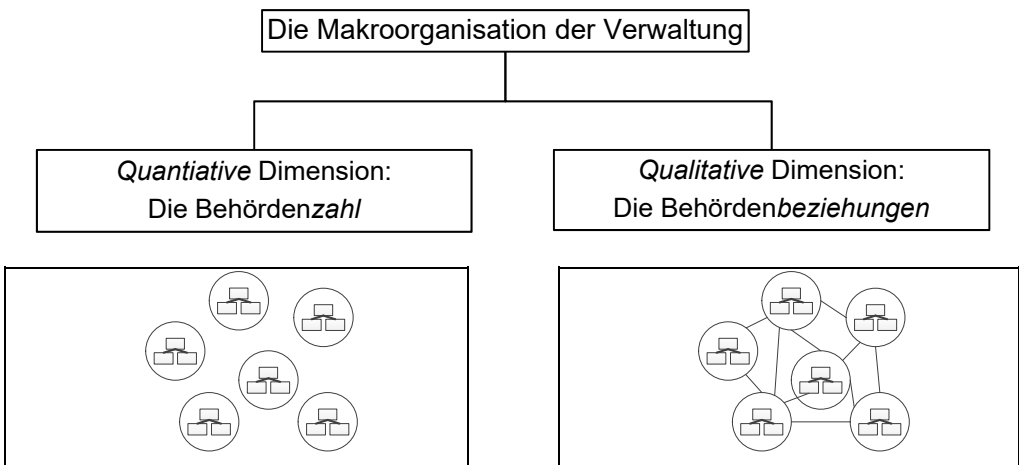 Die Makroorganisation der Verwaltung
Quantiative Dimension:
Die Behördenzahl
Qualitative Dimension:
Die Behördenbeziehungen